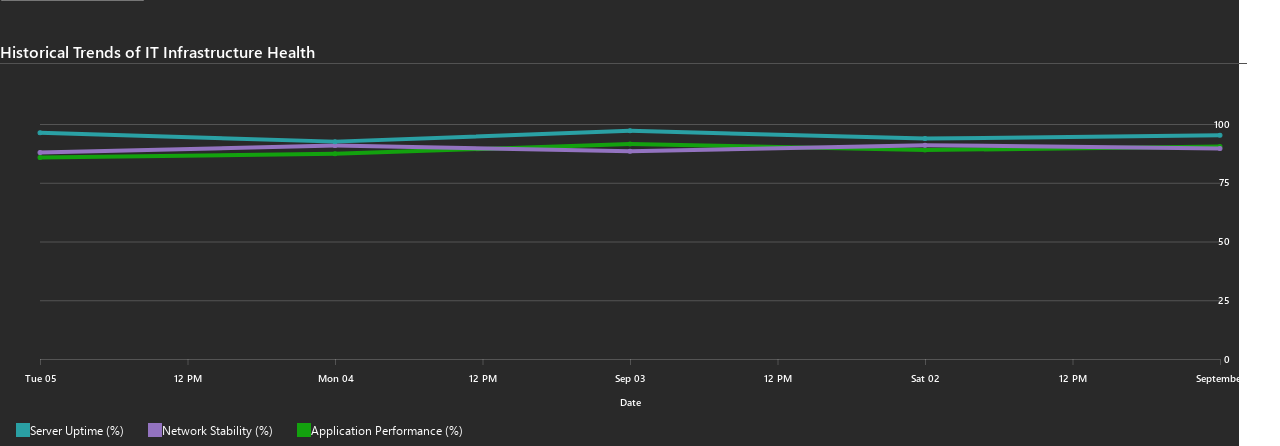 Historical Trends of IT Infrastructure Health
100
75
50
25
0
Tue 05 12 PM Mon 04 12 PM Sep 03 12 PM Sat 02 12 PM Septembe
Date
Server Uptime (%) Network Stability (%) Application Performance (%)